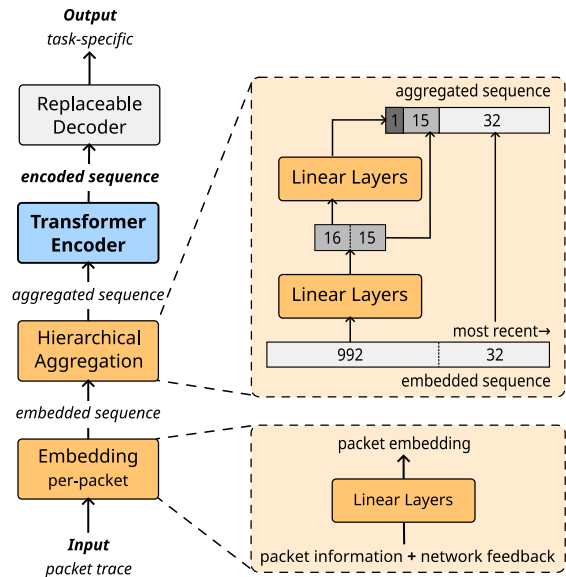 Output
task-specific
Replaceable
Decoder
encoded sequence
Transformer
Encoder
aggregated sequence
Hierarchical
Aggregation
embedded sequence
Embedding
per-packet
Input
packet trace
aggregated sequence
1 15 32
Linear Layers
16 15
Linear Layers
most recent→
992 32
embedded sequence
packet embedding
Linear Layers
packet information + network feedback